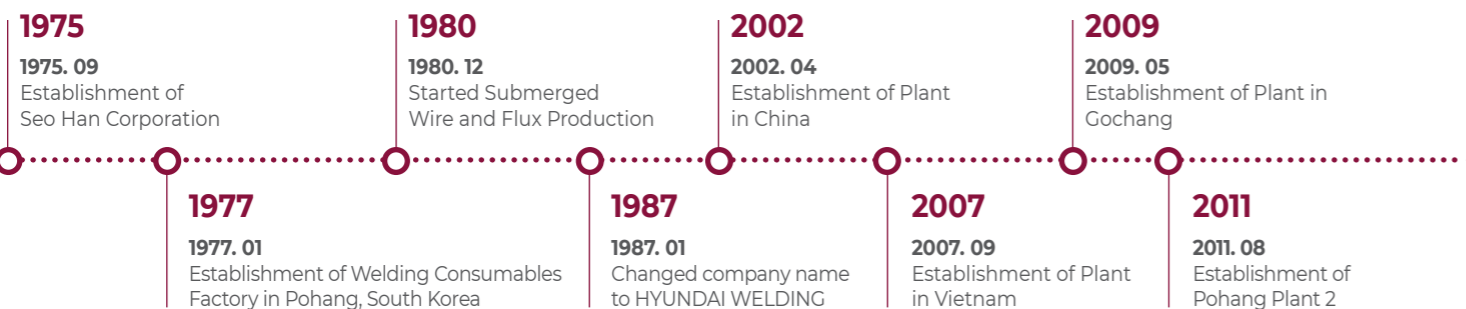 1975
1975. 09
Establishment of
Seo Han Corporation
1977
1977. 01
Establishment of Welding Consumables
Factory in Pohang, South Korea
1980
1980. 12
Started Submerged
Wire and Flux Production
1987
1987. 01
Changed company name
to HYUNDAI WELDING
2002
2002. 04
Establishment of Plant
in China
2007
2007. 09
Establishment of Plant
in Vietnam
2009
2009. 05
Establishment of Plant in
Gochang
2011
2011. 08
Establishment of
Pohang Plant 2